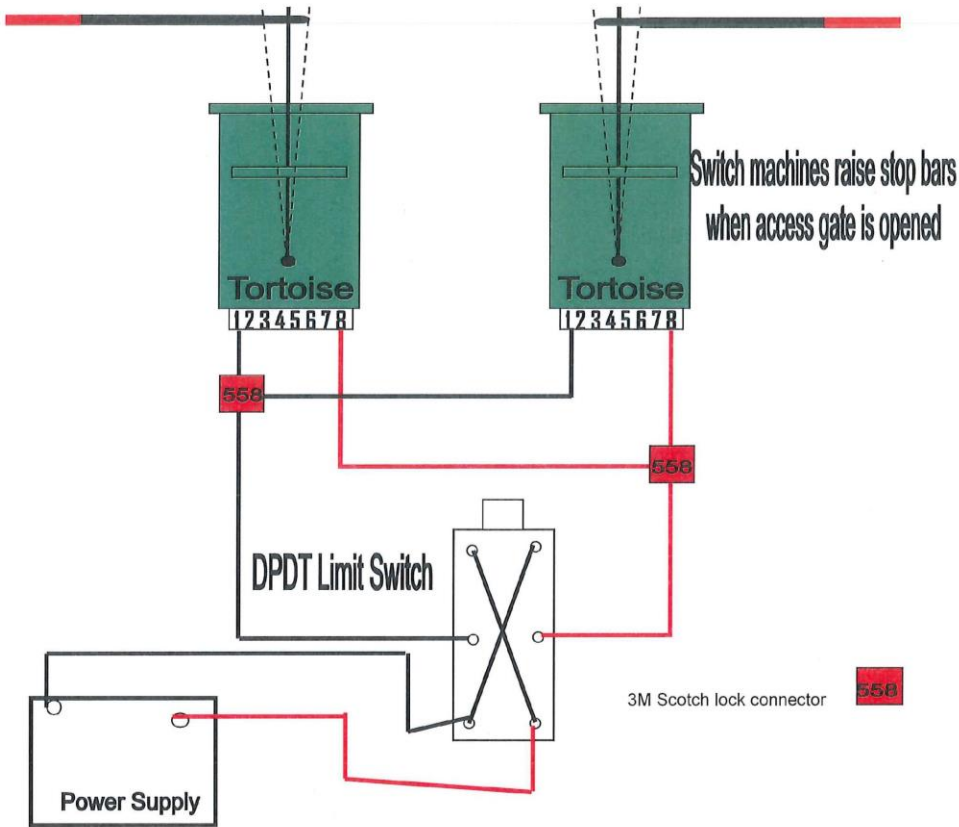 Switch machines raise stop bars
when access gate is opened
Tortoise
Tortoise
12345678
12345678
558
558
DPDT Limit Switch
3M Scotch lock connector
558
Power Supply